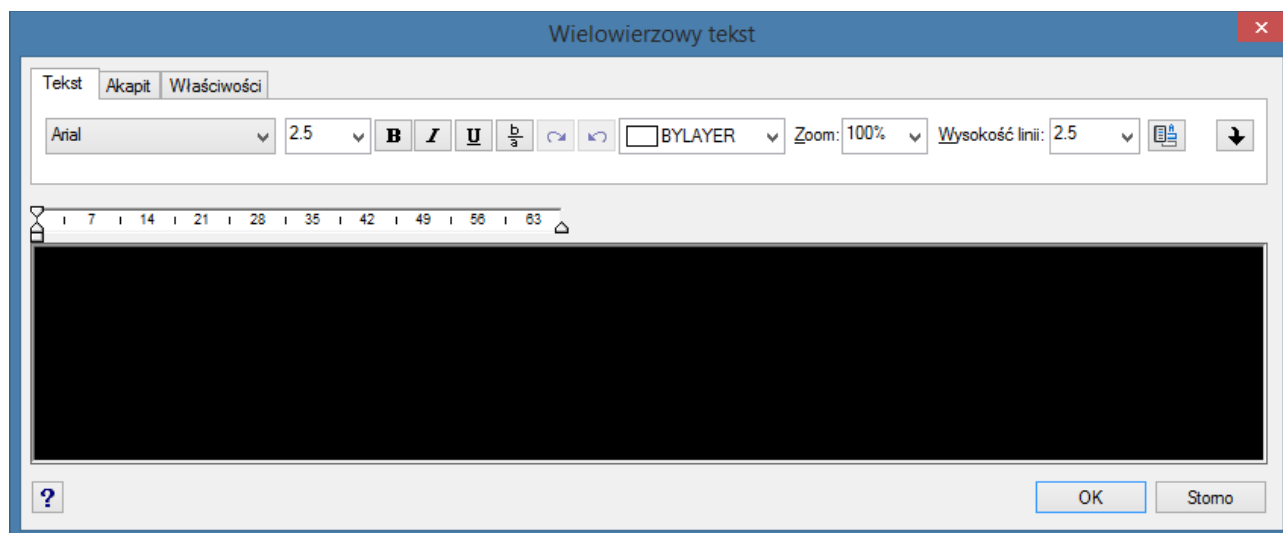 Wielowierzowy tekst
Tekst Akapit Właściwości
Arial 2.5 B I U b/a BYLAYER Zoom: 100% Wysokość linii: 2.5
7 14 21 28 35 42 49 56 63
? OK Storno